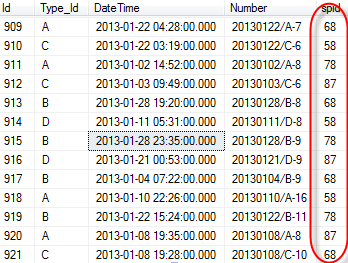 Id Type_Id DateTime Number spid
909 A 2013-01-22 04:28:00.000 20130122/A-7 68
910 C 2013-01-22 03:19:00.000 20130122/C-6 58
911 A 2013-01-02 14:52:00.000 20130102/A-8 78
912 C 2013-01-03 09:49:00.000 20130103/C-6 87
913 B 2013-01-28 19:20:00.000 20130128/B-8 68
914 D 2013-01-11 05:31:00.000 20130111/D-8 58
915 B 2013-01-28 23:35:00.000 20130128/B-9 78
916 D 2013-01-21 00:53:00.000 20130121/D-9 87
917 B 2013-01-04 07:22:00.000 20130104/B-9 68
918 A 2013-01-10 22:26:00.000 20130110/A-16 58
919 B 2013-01-22 15:24:00.000 20130122/B-11 78
920 A 2013-01-08 19:35:00.000 20130108/A-8 87
921 C 2013-01-08 19:28:00.000 20130108/C-10 68